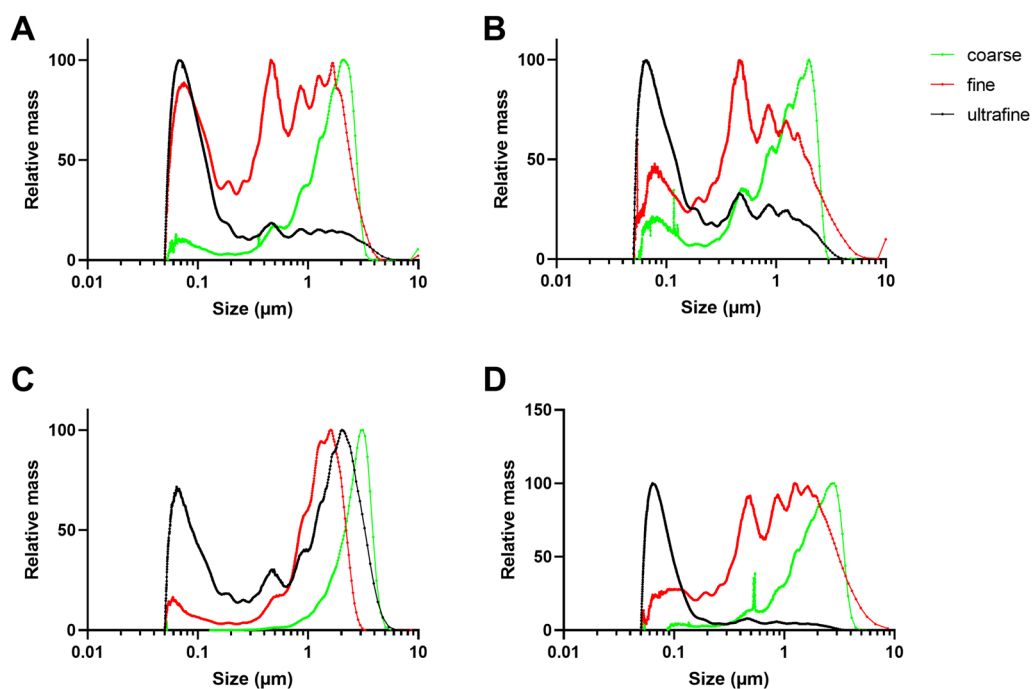 A
Relative mass
100
50
0
0.01 0.1 1 10
Size (µm)
B
Relative mass
100
50
0
0.01 0.1 1 10
Size (µm)
coarse
fine
ultrafine
C
Relative mass
100
50
0
0.01 0.1 1 10
Size (µm)
D
Relative mass
150
100
50
0
0.01 0.1 1 10
Size (µm)